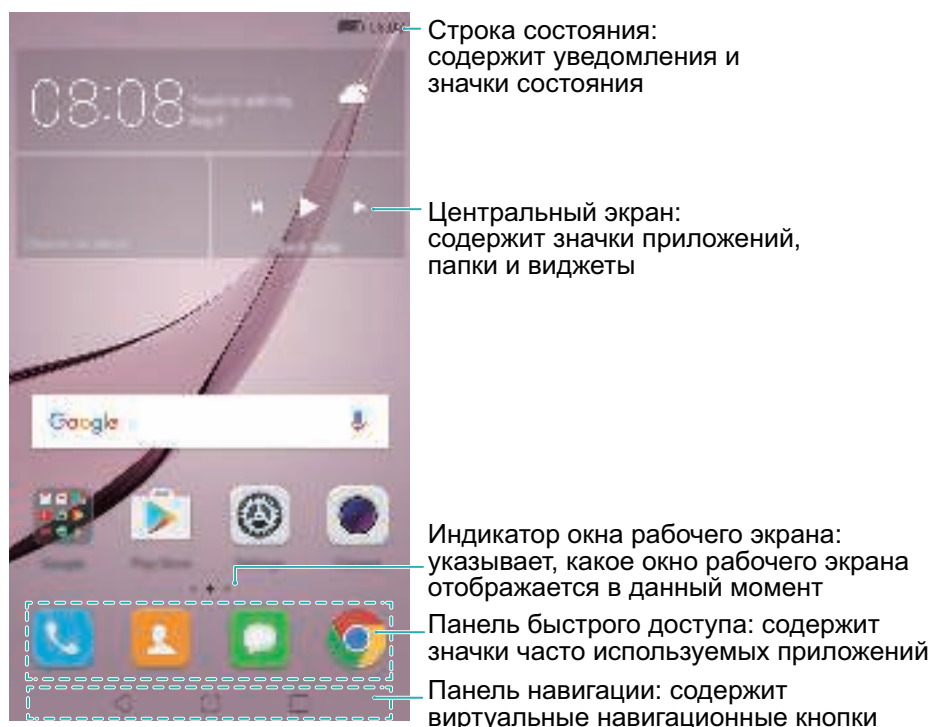 Строка состояния:
содержит уведомления и
значки состояния
08:08
Центральный экран:
содержит значки приложений,
папки и виджеты
Google
Индикатор окна рабочего экрана:
указывает, какое окно рабочего экрана
отображается в данный момент
Панель быстрого доступа: содержит
значки часто используемых приложений
Панель навигации: содержит
виртуальные навигационные кнопки